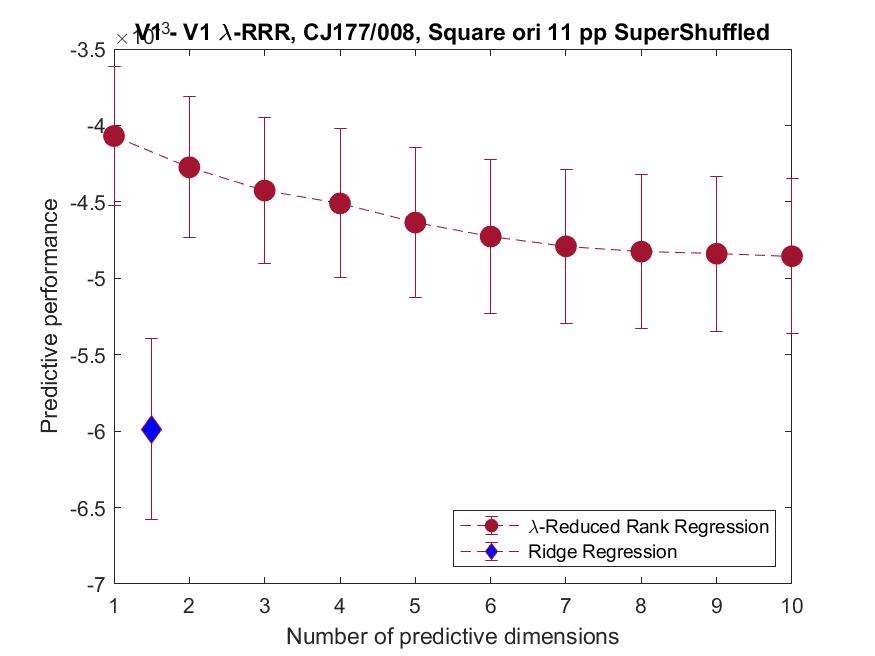 V1 - V1 λ-RRR, CJ177/008, Square ori 11 pp SuperShuffled
×10-3
-3.5
-4
-4.5
-5
-5.5
-6
-6.5
-7
Predictive performance
1 2 3 4 5 6 7 8 9 10
Number of predictive dimensions
λ-Reduced Rank Regression
Ridge Regression